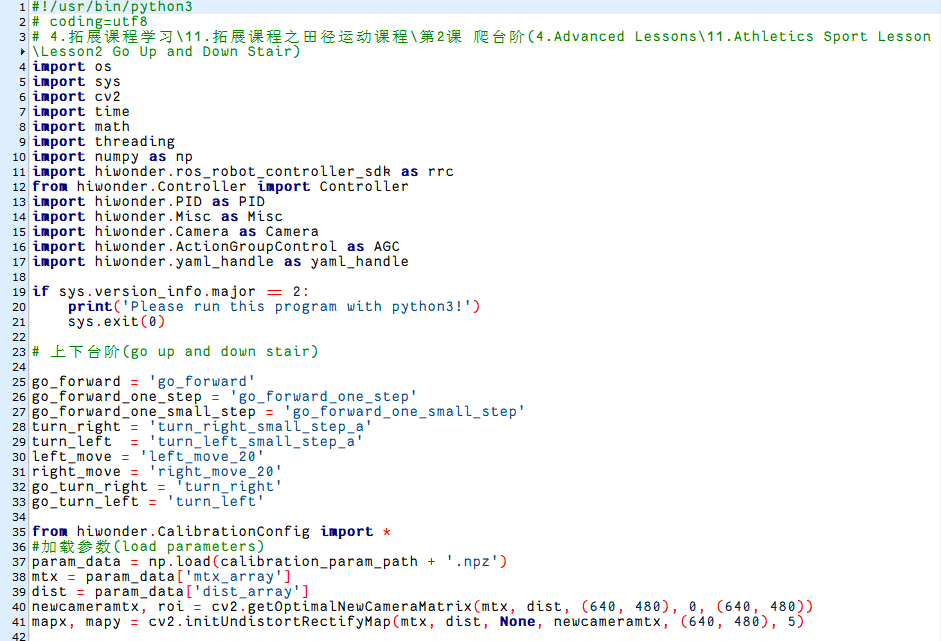 1 #!/usr/bin/python3
2 # coding=utf8
3 # 4.拓展课程学习\11.拓展课程之田径运动课程\第2课 爬台阶(4.Advanced Lessons\11.Athletics Sport Lesson
\Lesson2 Go Up and Down Stair)
4 import os
5 import sys
6 import cv2
7 import time
8 import math
9 import threading
10 import numpy as np
11 import hiwonder.ros_robot_controller_sdk as rrc
12 from hiwonder.Controller import Controller
13 import hiwonder.PID as PID
14 import hiwonder.Misc as Misc
15 import hiwonder.Camera as Camera
16 import hiwonder.ActionGroupControl as AGC
17 import hiwonder.yaml_handle as yaml_handle
18
19 if sys.version_info.major == 2:
20     print('Please run this program with python3!')
21     sys.exit(0)
22
23 # 上下台阶(go up and down stair)
24
25 go_forward = 'go_forward'
26 go_forward_one_step = 'go_forward_one_step'
27 go_forward_one_small_step = 'go_forward_one_small_step'
28 turn_right = 'turn_right_small_step_a'
29 turn_left  = 'turn_left_small_step_a'
30 left_move = 'left_move_20'
31 right_move = 'right_move_20'
32 go_turn_right = 'turn_right'
33 go_turn_left = 'turn_left'
34
35 from hiwonder.CalibrationConfig import *
36 #加载参数(load parameters)
37 param_data = np.load(calibration_param_path + '.npz')
38 mtx = param_data['mtx_array']
39 dist = param_data['dist_array']
40 newcameramtx, roi = cv2.getOptimalNewCameraMatrix(mtx, dist, (640, 480), 0, (640, 480))
41 mapx, mapy = cv2.initUndistortRectifyMap(mtx, dist, None, newcameramtx, (640, 480), 5)
42